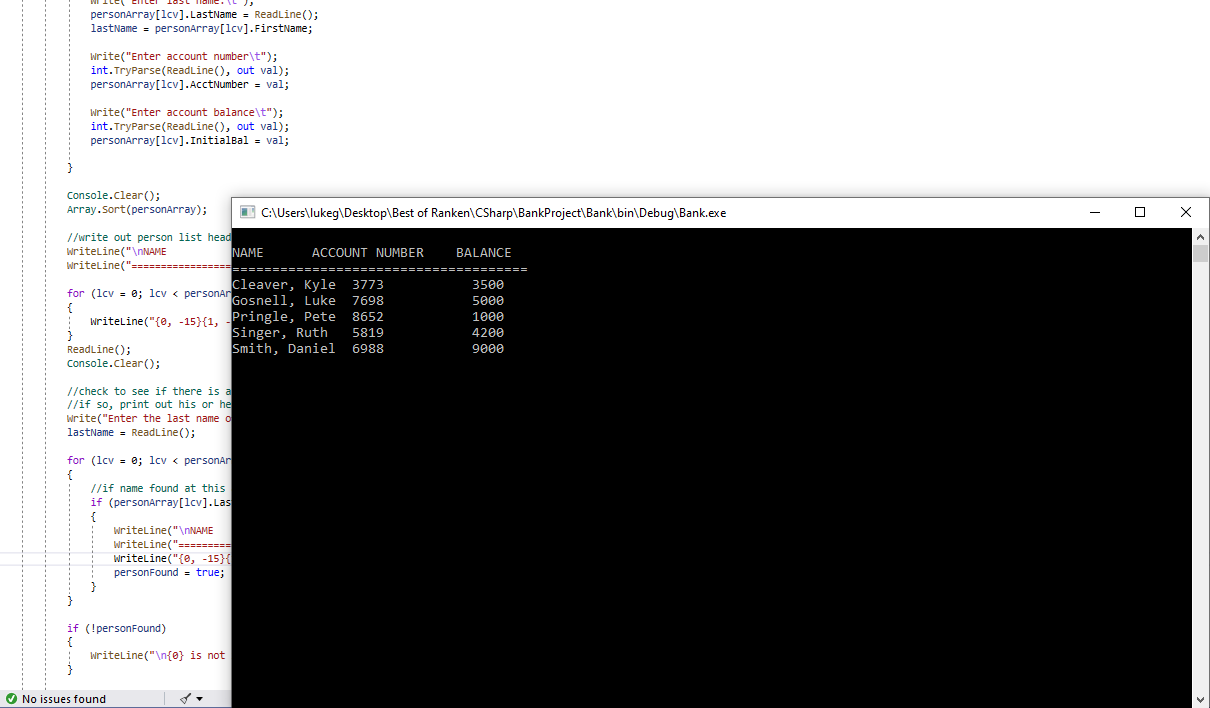 Write("Enter last name:\t");
personArray[lcv].LastName = ReadLine();
lastName = personArray[lcv].FirstName;
Write("Enter account number\t");
int.TryParse(ReadLine(), out val);
personArray[lcv].AcctNumber = val;
Write("Enter account balance\t");
int.TryParse(ReadLine(), out val);
personArray[lcv].InitialBal = val;
}
Console.Clear();
Array.Sort(personArray);
//write out person list head
WriteLine("\nNAME
WriteLine("=================
for (lcv = 0; lcv < personAr
{
WriteLine("{0, -15}{1, -
}
ReadLine();
Console.Clear();
//check to see if there is a
//if so, print out his or he
Write("Enter the last name o
lastName = ReadLine();
for (lcv = 0; lcv < personAr
{
//if name found at this
if (personArray[lcv].Las
{
WriteLine("\nNAME
WriteLine("=========
WriteLine("{0, -15}{
personFound = true;
}
}
if (!personFound)
{
WriteLine("\n{0} is not
}
No issues found
C:\Users\lukeg\Desktop\Best of Ranken\CSharp\BankProject\Bank\bin\Debug\Bank.exe
NAME      ACCOUNT NUMBER    BALANCE
=====================================
Cleaver, Kyle  3773           3500
Gosnell, Luke  7698           5000
Pringle, Pete  8652           1000
Singer, Ruth   5819           4200
Smith, Daniel  6988           9000